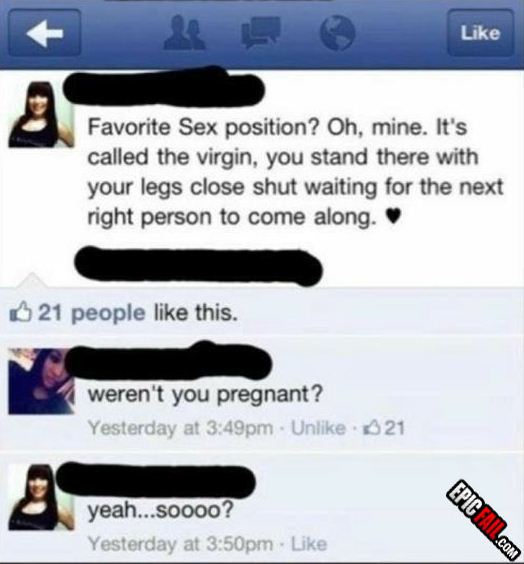 Like
Favorite Sex position? Oh, mine. It's
called the virgin, you stand there with
your legs close shut waiting for the next
right person to come along. ♥
21 people like this.
weren't you pregnant?
Yesterday at 3:49pm · Unlike · 21
yeah...soooo?
Yesterday at 3:50pm · Like
EPICFAIL.COM